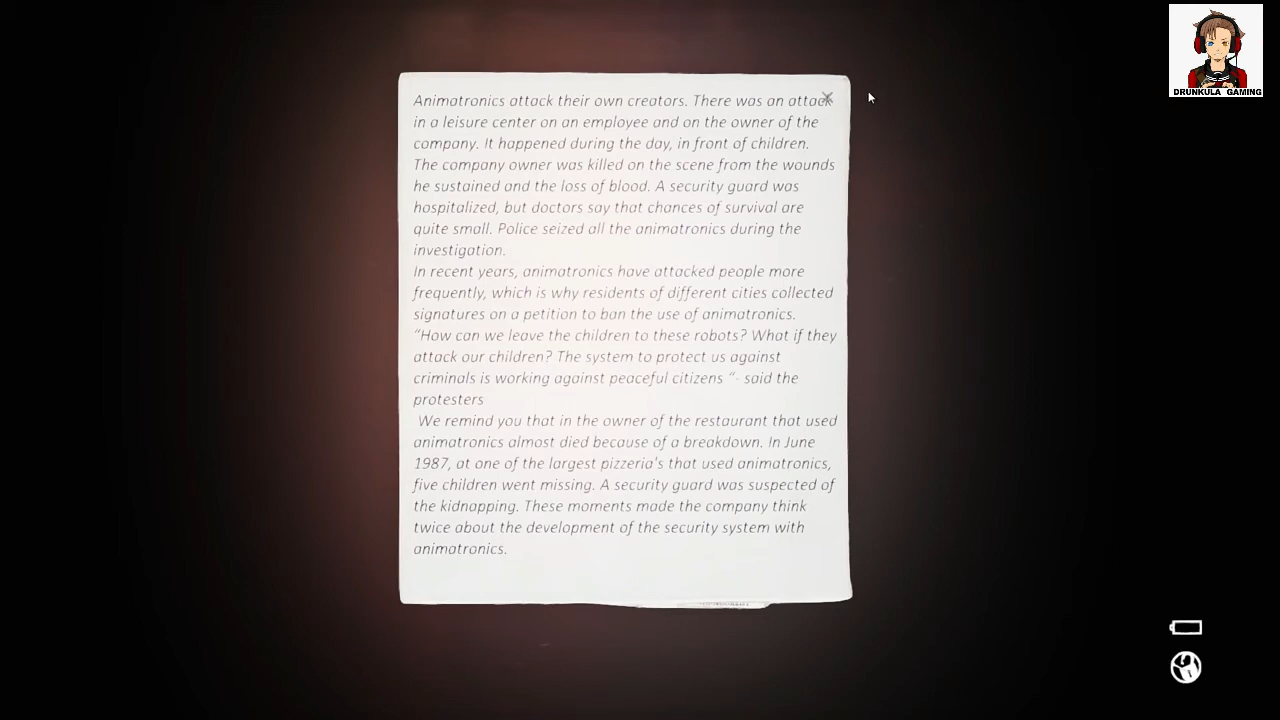 Animatronics attack their own creators. There was an attack
in a leisure center on an employee and on the owner of the
company. It happened during the day, in front of children.
The company owner was killed on the scene from the wounds
he sustained and the loss of blood. A security guard was
hospitalized, but doctors say that chances of survival are
quite small. Police seized all the animatronics during the
investigation.
In recent years, animatronics have attacked people more
frequently, which is why residents of different cities collected
signatures on a petition to ban the use of animatronics.
“How can we leave the children to these robots? What if they
attack our children? The system to protect us against
criminals is working against peaceful citizens “- said the
protesters
We remind you that in the owner of the restaurant that used
animatronics almost died because of a breakdown. In June
1987, at one of the largest pizzeria's that used animatronics,
five children went missing. A security guard was suspected of
the kidnapping. These moments made the company think
twice about the development of the security system with
animatronics.
DRUNKULA GAMING